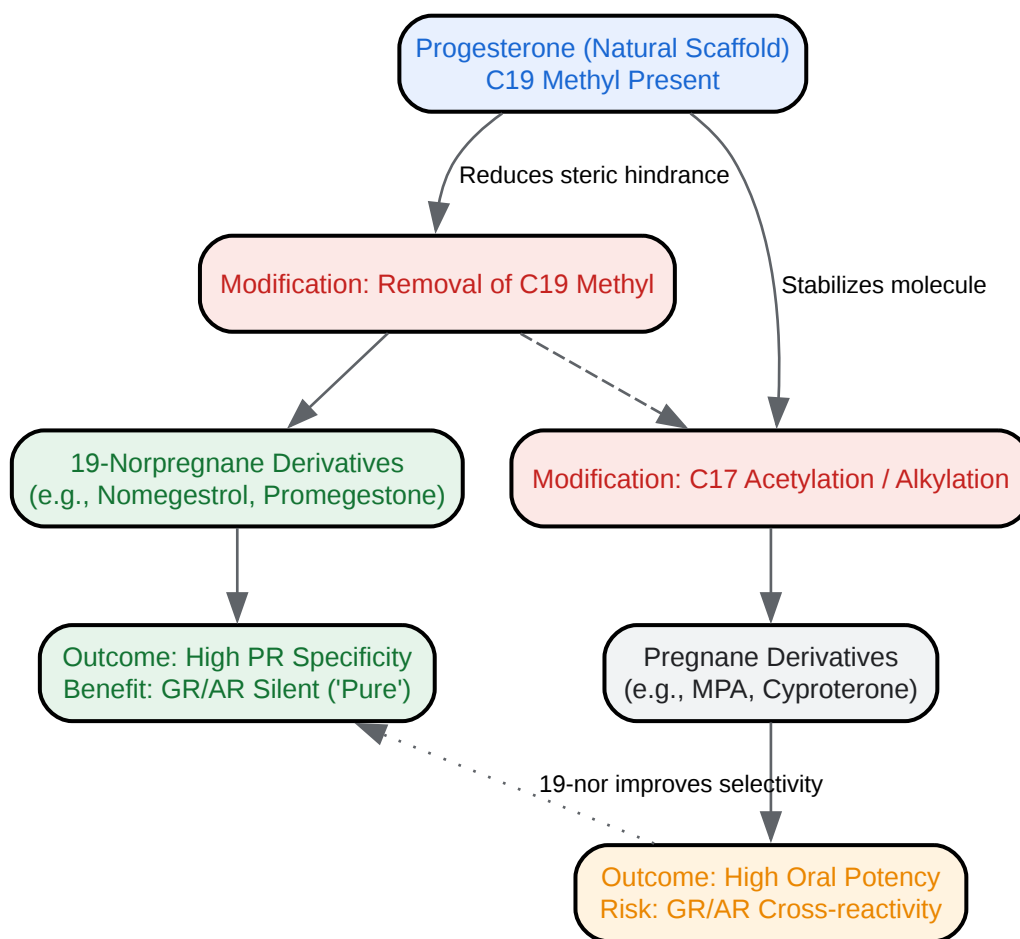 Progesterone (Natural Scaffold)
C19 Methyl Present
Reduces steric hindrance
Modification: Removal of C19 Methyl
Stabilizes molecule
19-Norpregnane Derivatives
(e.g., Nomegestrol, Promegestone)
Modification: C17 Acetylation / Alkylation
Outcome: High PR Specificity
Benefit: GR/AR Silent ('Pure')
Pregnane Derivatives
(e.g., MPA, Cyproterone)
19-nor improves selectivity
Outcome: High Oral Potency
Risk: GR/AR Cross-reactivity